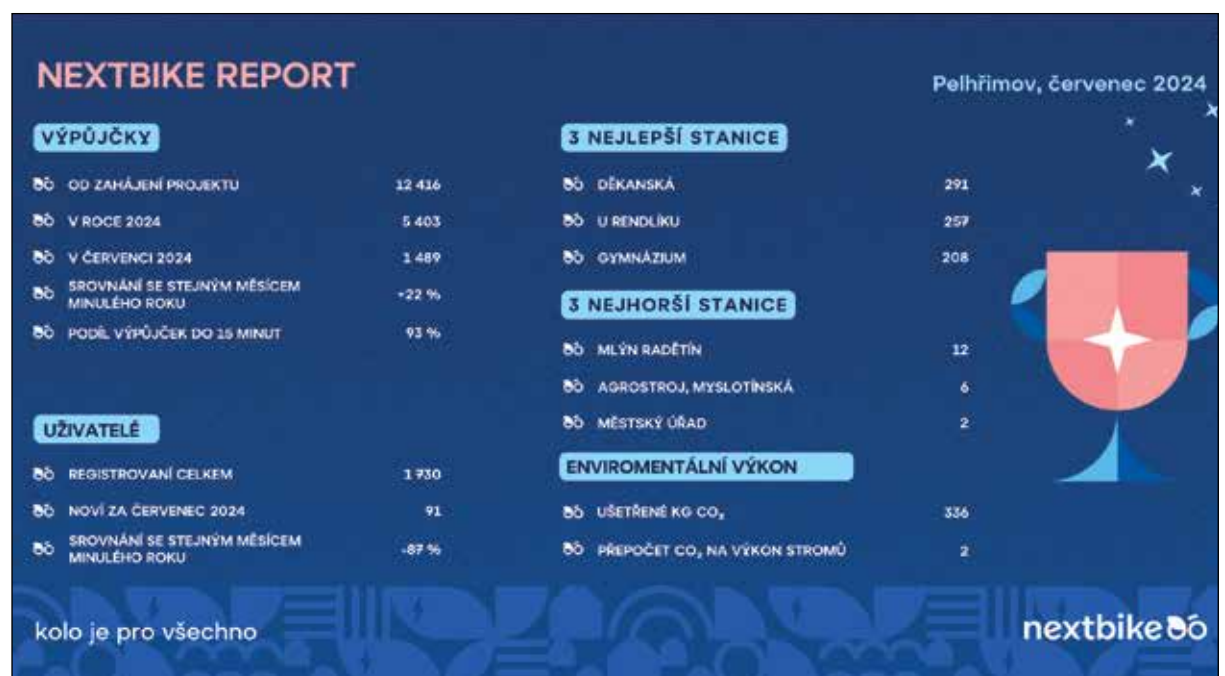 NEXTBIKE REPORT
Pelhřimov, červenec 2024
VÝPŮJČKY
OD ZAHÁJENÍ PROJEKTU 12 416
V ROCE 2024 5 403
V ČERVENCI 2024 1 489
SROVNÁNÍ SE STEJNÝM MĚSÍCEM
MINULÉHO ROKU +22 %
PODÍL VÝPŮJČEK DO 15 MINUT 93 %
UŽIVATELÉ
REGISTROVANÍ CELKEM 1 930
NOVÍ ZA ČERVENEC 2024 91
SROVNÁNÍ SE STEJNÝM MĚSÍCEM
MINULÉHO ROKU -87 %
3 NEJLEPŠÍ STANICE
DĚKANSKÁ 291
U RENDLÍKU 257
GYMNÁZIUM 208
3 NEJHORŠÍ STANICE
MLÝN RADĚTÍN 12
AGROSTROJ, MYSLOTÍNSKÁ 6
MĚSTSKÝ ÚŘAD 2
ENVIROMENTÁLNÍ VÝKON
UŠETŘENÉ KG CO₂ 336
PŘEPOČET CO₂ NA VÝKON STROMŮ 2
kolo je pro všechno
nextbike